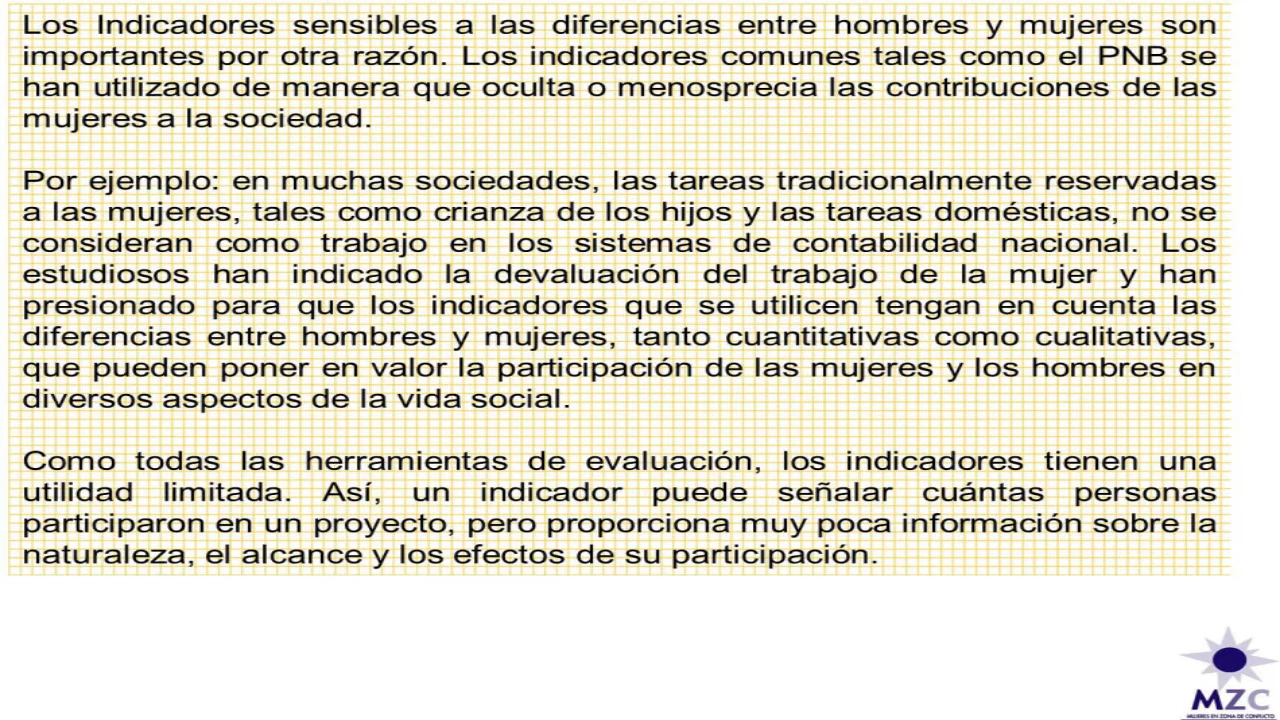 Los Indicadores sensibles a las diferencias entre hombres y mujeres son
importantes por otra razón. Los indicadores comunes tales como el PNB se
han utilizado de manera que oculta o menosprecia las contribuciones de las
mujeres a la sociedad.
Por ejemplo: en muchas sociedades, las tareas tradicionalmente reservadas
a las mujeres, tales como crianza de los hijos y las tareas domésticas, no se
consideran como trabajo en los sistemas de contabilidad nacional. Los
estudiosos han indicado la devaluación del trabajo de la mujer y han
presionado para que los indicadores que se utilicen tengan en cuenta las
diferencias entre hombres y mujeres, tanto cuantitativas como cualitativas,
que pueden poner en valor la participación de las mujeres y los hombres en
diversos aspectos de la vida social.
Como todas las herramientas de evaluación, los indicadores tienen una
utilidad limitada. Así, un indicador puede señalar cuántas personas
participaron en un proyecto, pero proporciona muy poca información sobre la
naturaleza, el alcance y los efectos de su participación.
MZC
MUJERES EN ZONA DE CONFLICTO